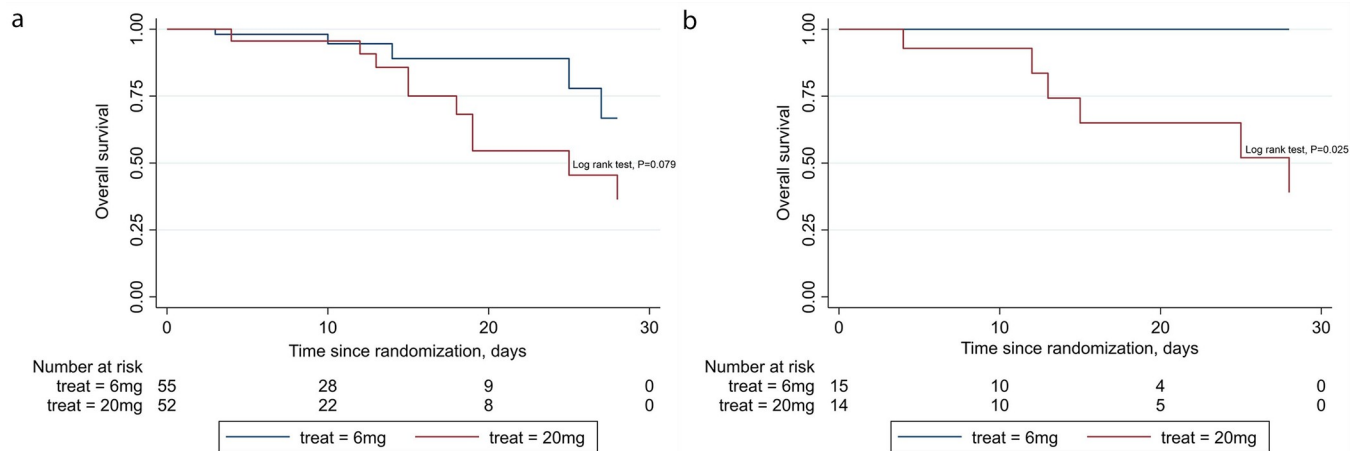 a
1.00
0.75
0.50
0.25
0.00
Overall survival
Log rank test, P=0.079
0 10 20 30
Time since randomization, days
Number at risk
treat = 6mg 55 28 9 0
treat = 20mg 52 22 8 0
treat = 6mg treat = 20mg
b
1.00
0.75
0.50
0.25
0.00
Overall survival
Log rank test, P=0.025
0 10 20 30
Time since randomization, days
Number at risk
treat = 6mg 15 10 4 0
treat = 20mg 14 10 5 0
treat = 6mg treat = 20mg